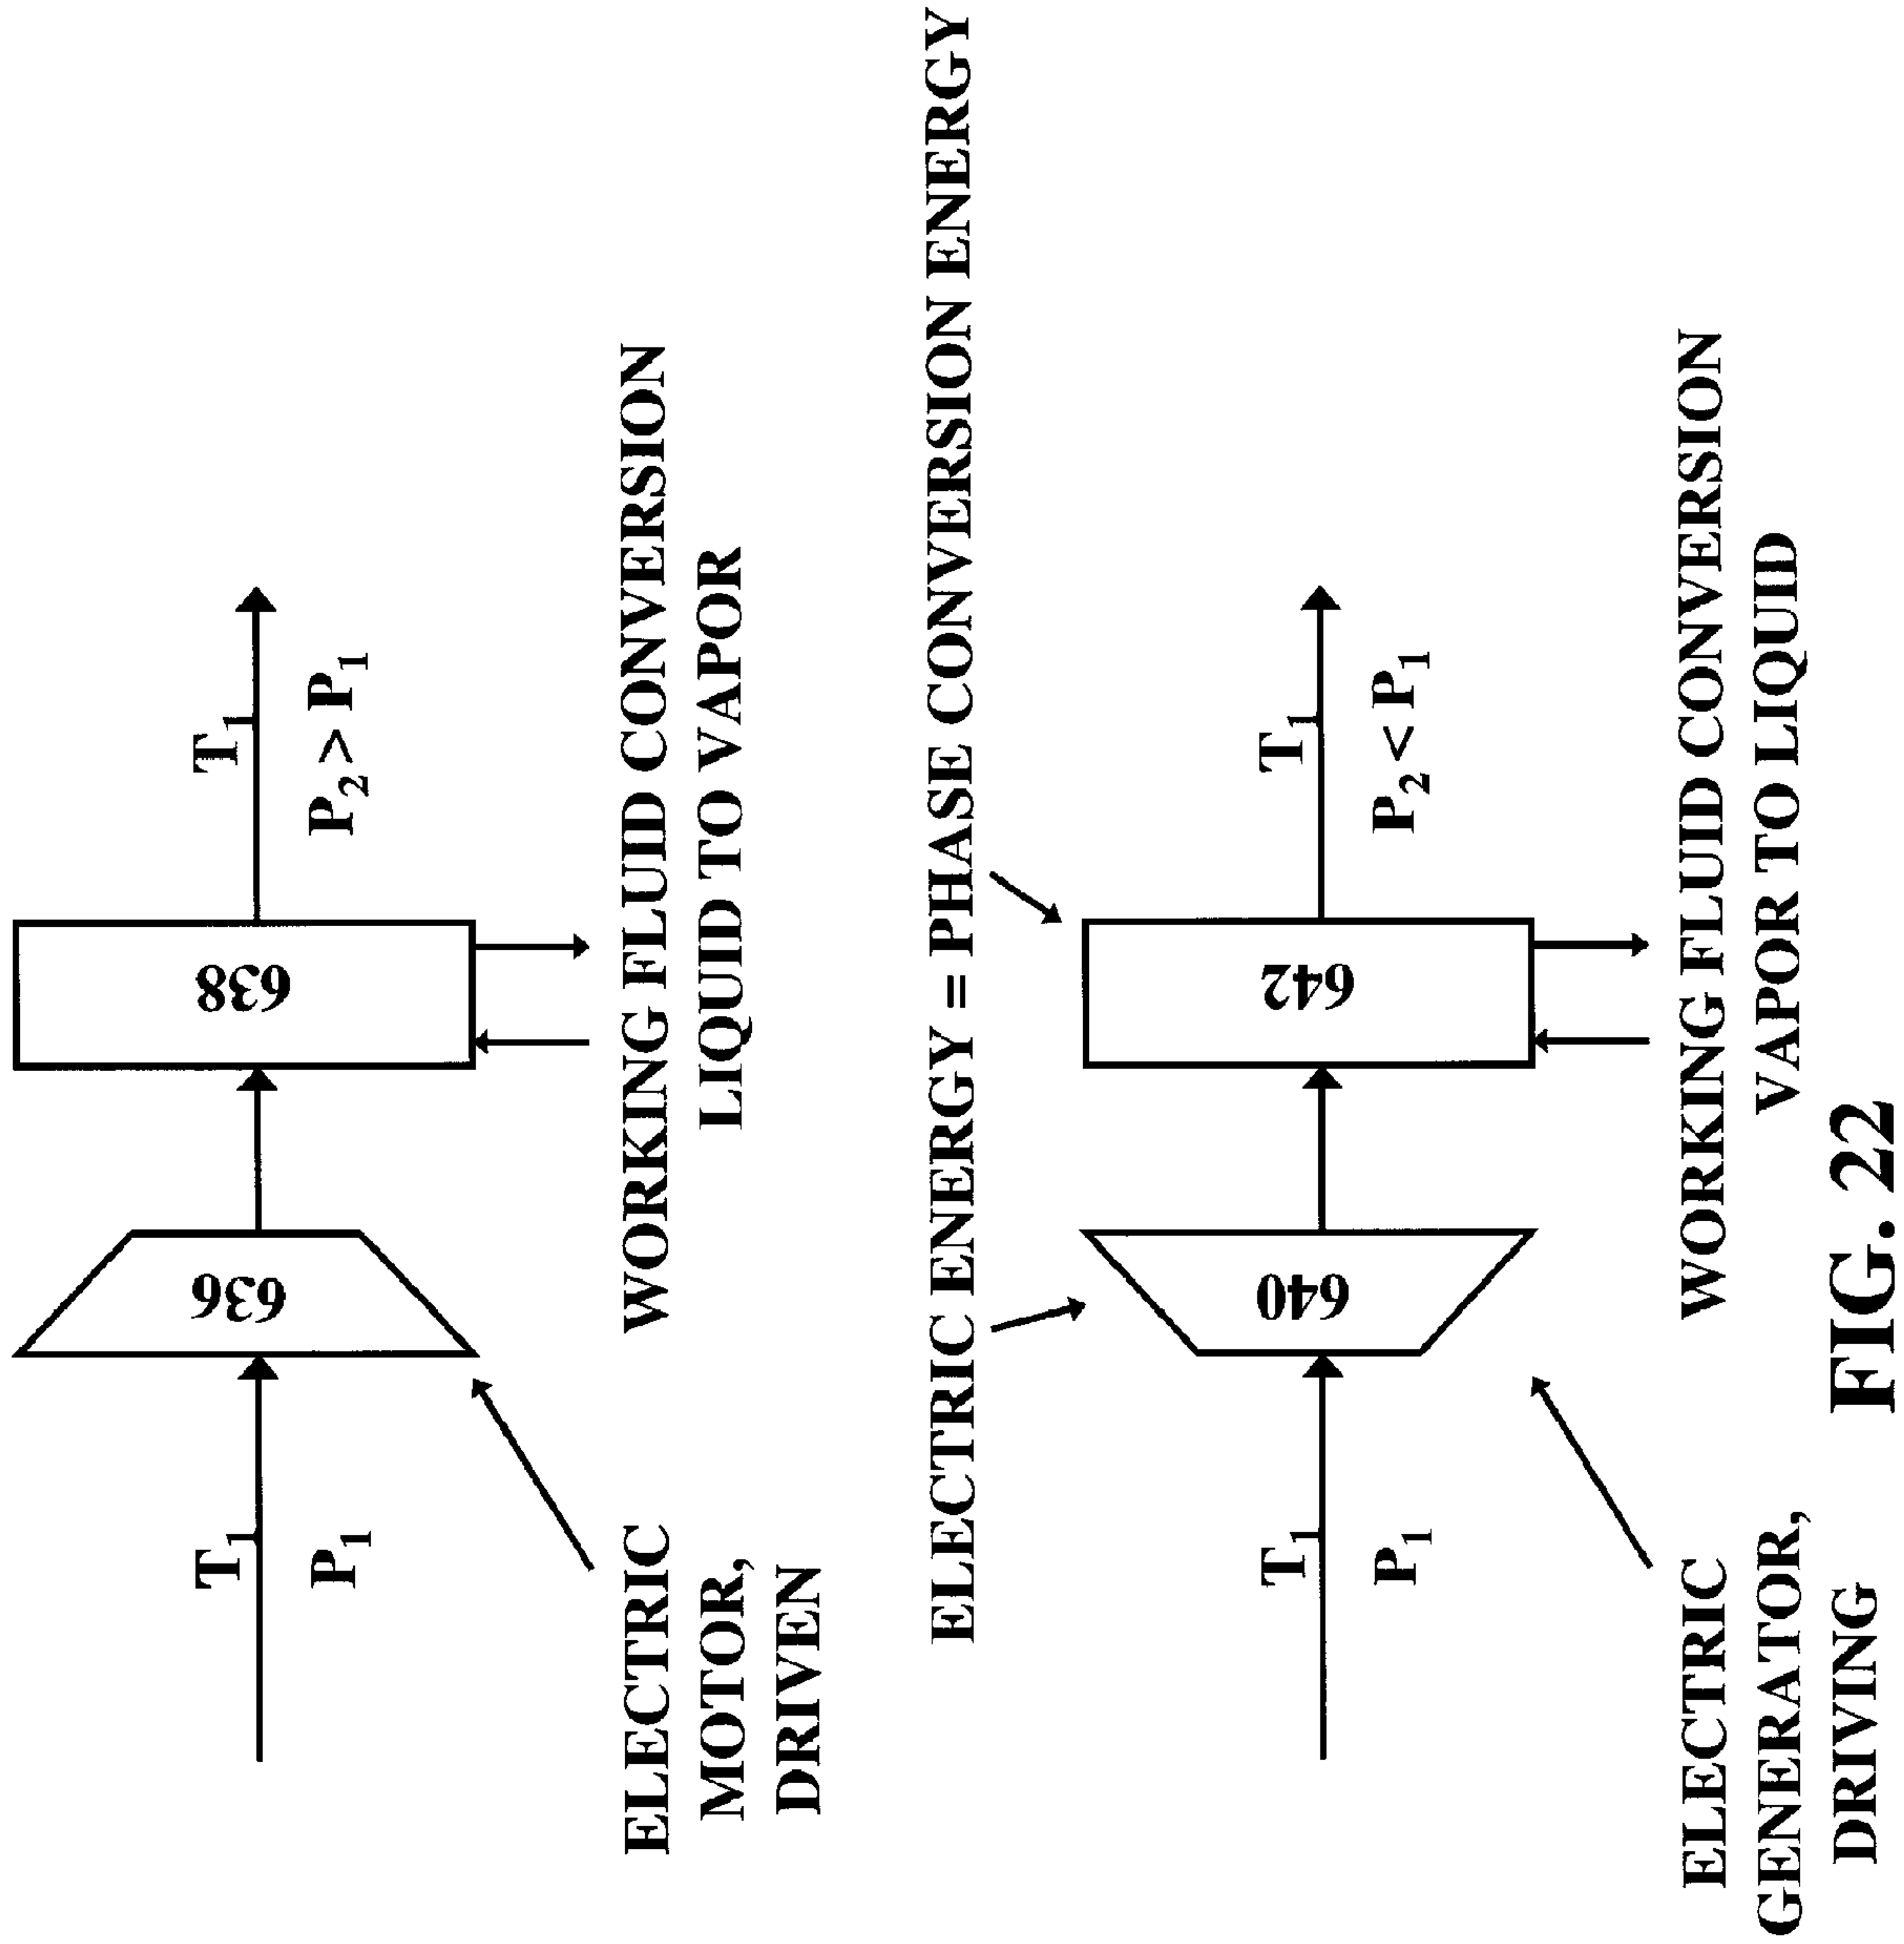 T1
P1
636
638
T1
P2 > P1
ELECTRIC
MOTOR,
DRIVEN
WORKING FLUID CONVERSION
LIQUID TO VAPOR
ELECTRIC ENERGY = PHASE CONVERSION ENERGY
T1
P1
640
642
T1
P2 < P1
ELECTRIC
GENERATOR,
DRIVING
WORKING FLUID CONVERSION
VAPOR TO LIQUID
FIG. 22